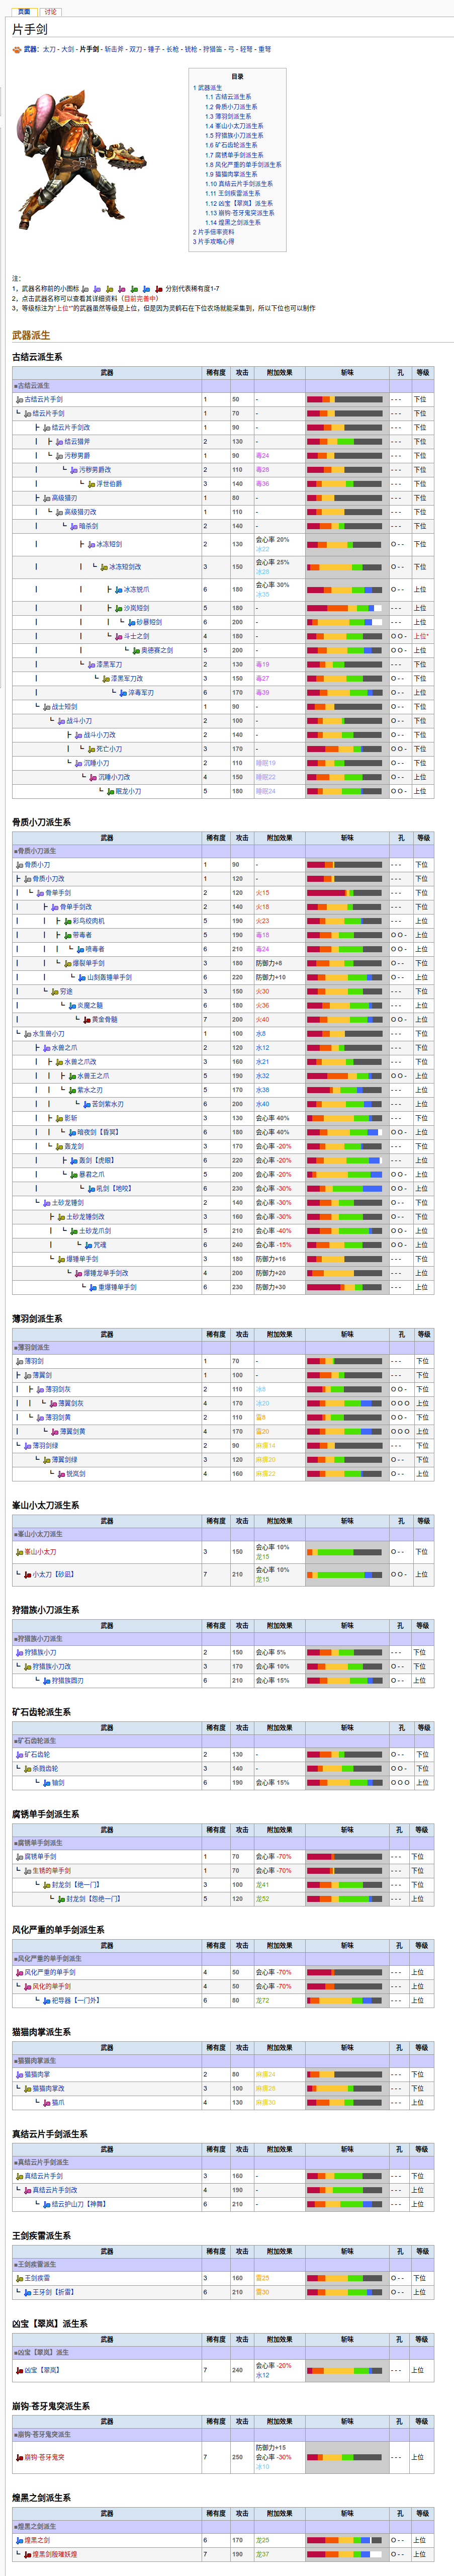 页面 讨论
片手剑
武器：太刀 - 大剑 - 片手剑 - 斩击斧 - 双刀 - 锤子 - 长枪 - 铳枪 - 狩猎笛 - 弓 - 轻弩 - 重弩
目录
1 武器派生
1.1 古结云派生系
1.2 骨质小刀派生系
1.3 薄羽剑派生系
1.4 峯山小太刀派生系
1.5 狩猎族小刀派生系
1.6 矿石齿轮派生系
1.7 腐锈单手剑派生系
1.8 风化严重的单手剑派生系
1.9 猫猫肉掌派生系
1.10 真结云片手剑派生系
1.11 王剑疾雷派生系
1.12 凶宝【翠岚】派生系
1.13 崩钩·苍牙鬼突派生系
1.14 煌黑之剑派生系
2 片手倍率资料
3 片手攻略心得
注：
1，武器名称前的小图标 分别代表稀有度1-7
2，点击武器名称可以查看其详细资料（目前完善中）
3，等级标注为"上位*"的武器虽然等级是上位，但是因为灵鹤石在下位农场就能采集到，所以下位也可以制作
武器派生
古结云派生系
武器 稀有度 攻击 附加效果 斩味 孔 等级
■古结云派生
古结云片手剑 1 50 - --- 下位
┗ 结云片手剑 1 70 - --- 下位
┣ 结云片手剑改 1 90 - --- 下位
┃ ┣ 结云猎斧 2 130 - --- 下位
┃ ┗ 污秽男爵 1 90 毒24 --- 下位
┃ ┗ 污秽男爵改 2 110 毒28 --- 下位
┃ ┗ 浮世伯爵 3 140 毒36 --- 下位
┣ 高级猎刃 1 80 - --- 下位
┃ ┗ 高级猎刃改 1 110 - --- 下位
┃ ┗ 暗杀剑 2 140 - --- 下位
┃ ┣ 冰冻短剑 2 130 会心率 20% O-- 下位
冰22
┃ ┃ ┗ 冰冻短剑改 3 150 会心率 25% O-- 下位
冰28
┃ ┣ 冰冻锐爪 6 180 会心率 30% O-- 上位
冰35
┃ ┣ 沙岚短剑 5 180 - --- 上位
┃ ┃ ┃ ┗ 砂暴短剑 6 200 - --- 上位
┃ ┗ 斗士之剑 4 180 - OO- 上位*
┃ ┗ 奥德赛之剑 5 200 - OO- 上位
┃ ┗ 漆黑军刀 2 130 毒19 --- 下位
┃ ┗ 漆黑军刀改 3 150 毒27 --- 下位
┃ ┗ 淬毒军刃 6 170 毒39 --- 上位
┗ 战士短剑 1 90 - O-- 下位
┗ 战斗小刀 2 100 - --- 下位
┣ 战斗小刀改 2 140 - --- 下位
┃ ┗ 死亡小刀 3 170 - OO- 下位
┗ 沉睡小刀 2 110 睡眠19 O-- 下位
┗ 沉睡小刀改 4 150 睡眠22 OO- 上位
┗ 眠龙小刀 5 180 睡眠24 OO- 上位
骨质小刀派生系
武器 稀有度 攻击 附加效果 斩味 孔 等级
■骨质小刀派生
骨质小刀 1 90 - --- 下位
┣ 骨质小刀改 1 120 - --- 下位
┃ ┗ 骨单手剑 2 120 火15 --- 下位
┃ ┣ 骨单手剑改 2 140 火18 --- 下位
┃ ┃ ┣ 彩鸟绞肉机 5 190 火23 --- 上位
┃ ┃ ┣ 带毒者 5 190 毒18 OO- 上位
┃ ┃ ┃ ┗ 喷毒者 6 210 毒24 --- 上位
┃ ┃ ┗ 爆裂单手剑 3 180 防御力+8 --- 下位
┃ ┃ ┗ 山刻轰锤单手剑 6 220 防御力+10 --- 上位
┃ ┗ 穷途 3 150 火30 --- 下位
┃ ┗ 炎魔之髓 6 180 火36 --- 上位
┃ ┗ 黄金骨髓 7 200 火40 OO- 上位
┗ 水生兽小刀 1 100 水8 --- 下位
┣ 水兽之爪 2 120 水12 --- 下位
┃ ┣ 水兽之爪改 3 160 水21 --- 下位
┃ ┃ ┣ 水兽王之爪 5 190 水32 OO- 上位
┃ ┃ ┗ 紫水之刃 5 170 水38 --- 上位
┃ ┃ ┗ 苦剑紫水刃 6 200 水40 --- 上位
┃ ┣ 影斩 3 130 会心率 40% --- 下位
┃ ┃ ┗ 暗夜剑【昏冥】 6 180 会心率 40% OO- 上位
┃ ┗ 轰龙剑 3 170 会心率 -20% --- 下位
┃ ┣ 轰剑【虎眼】 6 220 会心率 -20% --- 上位
┃ ┗ 暴君之爪 5 200 会心率 -20% OO- 上位
┃ ┗ 吼剑【咆哮】 6 230 会心率 -30% OO- 上位
┗ 土砂龙锤剑 2 140 会心率 -30% O-- 下位
┣ 土砂龙锤剑改 3 160 会心率 -30% OO- 下位
┃ ┗ 土砂龙爪剑 5 210 会心率 -40% OO- 上位
┃ ┗ 咒魂 6 240 会心率 -15% OO- 上位
┗ 爆锤单手剑 3 180 防御力+16 --- 下位
┗ 爆锤龙单手剑改 4 200 防御力+20 --- 上位
┗ 重爆锤单手剑 6 230 防御力+30 --- 上位
薄羽剑派生系
武器 稀有度 攻击 附加效果 斩味 孔 等级
■薄羽剑派生
薄羽剑 1 70 - --- 下位
┣ 薄翼剑 1 100 - --- 下位
┃ ┣ 薄羽剑灰 2 110 冰8 OO- 下位
┃ ┃ ┗ 薄翼剑灰 4 170 冰20 OOO 上位
┃ ┗ 薄羽剑黄 2 110 雷8 OO- 下位
┃ ┗ 薄翼剑黄 4 170 雷20 OOO 上位
┗ 薄羽剑绿 2 90 麻痹14 --- 下位
┗ 薄翼剑绿 3 120 麻痹20 O-- 下位
┗ 锐岚剑 4 160 麻痹22 O-- 上位
峯山小太刀派生系
武器 稀有度 攻击 附加效果 斩味 孔 等级
■峯山小太刀派生
峯山小太刀 3 150 会心率 10% O-- 下位
龙15
┗ 小太刀【砂凪】 7 210 会心率 10% OO- 上位
龙15
狩猎族小刀派生系
武器 稀有度 攻击 附加效果 斩味 孔 等级
■狩猎族小刀派生
狩猎族小刀 2 150 会心率 5% --- 下位
┗ 狩猎族小刀改 3 170 会心率 10% O-- 下位
┗ 狩猎族圆刃 6 210 会心率 15% O-- 上位
矿石齿轮派生系
武器 稀有度 攻击 附加效果 斩味 孔 等级
■矿石齿轮派生
矿石齿轮 2 130 - O-- 下位
┗ 杀戮齿轮 3 140 - OO- 下位
┗ 轴剑 6 190 会心率 15% OOO 上位
腐锈单手剑派生系
武器 稀有度 攻击 附加效果 斩味 孔 等级
■腐锈单手剑派生
腐锈单手剑 1 70 会心率 -70% --- 下位
┗ 生锈的单手剑 1 70 会心率 -70% --- 下位
┗ 封龙剑【绝一门】 3 100 龙41 --- 下位
┗ 封龙剑【怨绝一门】 5 120 龙52 --- 上位
风化严重的单手剑派生系
武器 稀有度 攻击 附加效果 斩味 孔 等级
■风化严重的单手剑派生
风化严重的单手剑 4 50 会心率 -70% --- 上位
┗ 风化的单手剑 4 50 会心率 -70% --- 上位
┗ 祀导器【一门外】 6 80 龙72 --- 上位
猫猫肉掌派生系
武器 稀有度 攻击 附加效果 斩味 孔 等级
■猫猫肉掌派生
猫猫肉掌 2 80 麻痹24 --- 下位
┗ 猫猫肉掌改 3 100 麻痹28 --- 下位
┗ 猫爪 4 130 麻痹30 --- 上位
真结云片手剑派生系
武器 稀有度 攻击 附加效果 斩味 孔 等级
■真结云片手剑派生
真结云片手剑 3 160 - --- 下位
┗ 真结云片手剑改 4 190 - --- 上位
┗ 结云护山刀【神舞】 6 210 - --- 上位
王剑疾雷派生系
武器 稀有度 攻击 附加效果 斩味 孔 等级
■王剑疾雷派生
王剑疾雷 3 160 雷25 O-- 下位
┗ 王牙剑【折雷】 6 210 雷30 O-- 上位
凶宝【翠岚】派生系
武器 稀有度 攻击 附加效果 斩味 孔 等级
■凶宝【翠岚】派生
凶宝【翠岚】 7 240 会心率 -20% --- 上位
水12
崩钩·苍牙鬼突派生系
武器 稀有度 攻击 附加效果 斩味 孔 等级
■崩钩·苍牙鬼突派生
防御力+15
崩钩·苍牙鬼突 7 250 会心率 -30% --- 上位
冰10
煌黑之剑派生系
武器 稀有度 攻击 附加效果 斩味 孔 等级
■煌黑之剑派生
煌黑之剑 6 170 龙25 O-- 上位
┗ 煌黑剑殷璀妖煌 7 190 龙37 O-- 上位